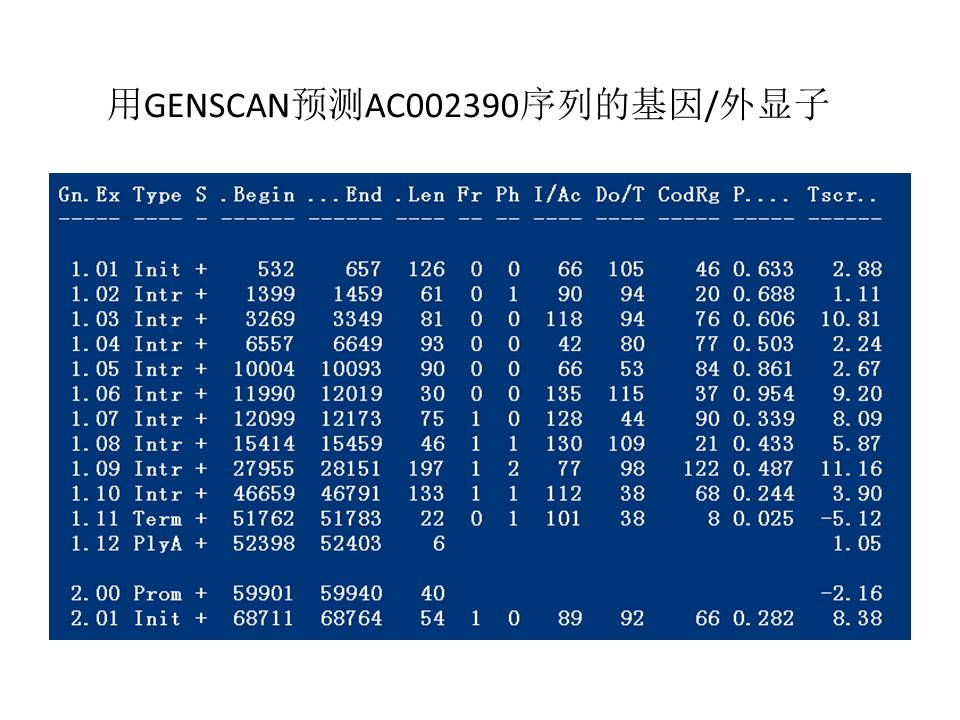 用GENSCAN预测AC002390序列的基因/外显子
Gn.Ex Type S .Begin ...End .Len Fr Ph I/Ac Do/T CodRg P.... Tscr..
----- ---- - ------ ------ ---- -- -- ---- ---- ----- ----- ------
1.01 Init + 532 657 126 0 0 66 105 46 0.633 2.88
1.02 Intr + 1399 1459 61 0 1 90 94 20 0.688 1.11
1.03 Intr + 3269 3349 81 0 0 118 94 76 0.606 10.81
1.04 Intr + 6557 6649 93 0 0 42 80 77 0.503 2.24
1.05 Intr + 10004 10093 90 0 0 66 53 84 0.861 2.67
1.06 Intr + 11990 12019 30 0 0 135 115 37 0.954 9.20
1.07 Intr + 12099 12173 75 1 0 128 44 90 0.339 8.09
1.08 Intr + 15414 15459 46 1 1 130 109 21 0.433 5.87
1.09 Intr + 27955 28151 197 1 2 77 98 122 0.487 11.16
1.10 Intr + 46659 46791 133 1 1 112 38 68 0.244 3.90
1.11 Term + 51762 51783 22 0 1 101 38 8 0.025 -5.12
1.12 PlyA + 52398 52403 6 1.05
2.00 Prom + 59901 59940 40 -2.16
2.01 Init + 68711 68764 54 1 0 89 92 66 0.282 8.38